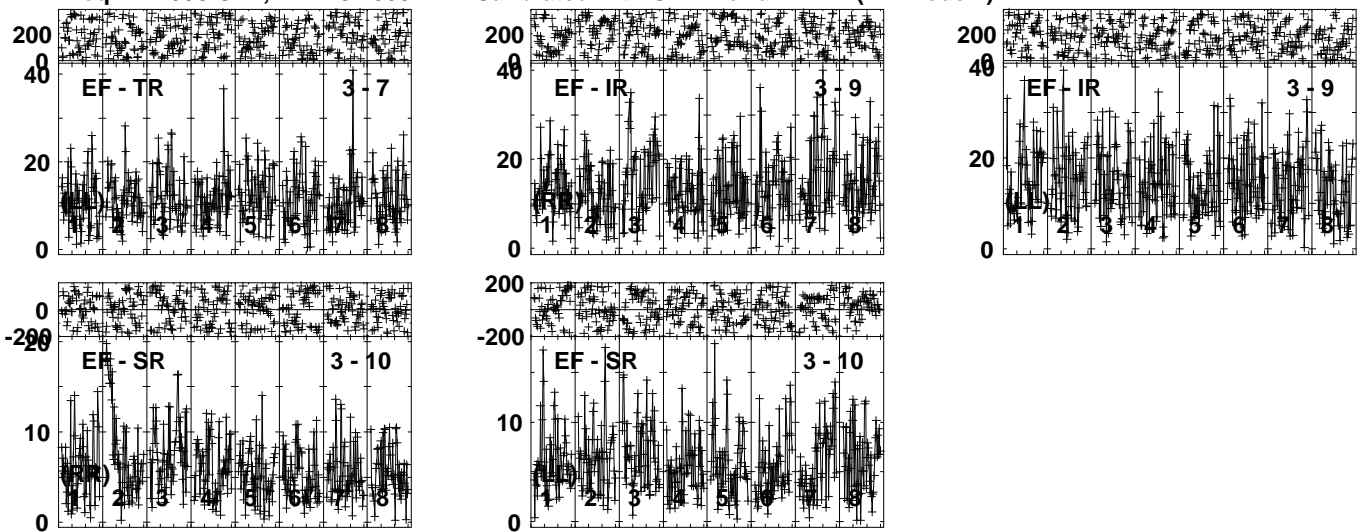 200 200 200
0 0 0
40 EF - TR 3 - 7 40 EF - IR 3 - 9 40 EF - IR 3 - 9
20 20 20
(LL) (RR) (LL)
1 2 3 4 5 6 7 8 1 2 3 4 5 6 7 8 1 2 3 4 5 6 7 8
0 0 0
0 200
-200 -200
20 EF - SR 3 - 10 EF - SR 3 - 10
10 10
(RR) (LL)
1 2 3 4 5 6 7 8 1 2 3 4 5 6 7 8
0 0